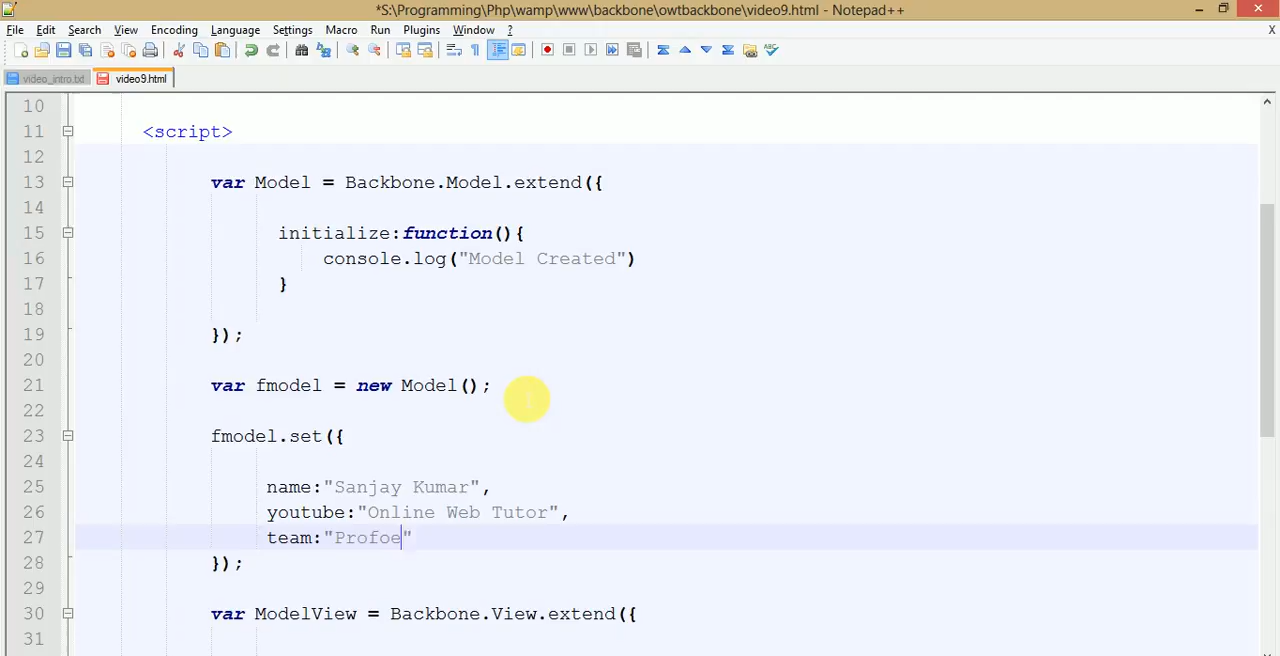 *S:\Programming\Php\wamp\www\backbone\owtbackbone\video9.html - Notepad++
File Edit Search View Encoding Language Settings Macro Run Plugins Window ? X
video_intro.txt video9.html
10
11 <script>
12
13 var Model = Backbone.Model.extend({
14
15 initialize:function(){
16 console.log("Model Created")
17 }
18
19 });
20
21 var fmodel = new Model();
22
23 fmodel.set({
24
25 name:"Sanjay Kumar",
26 youtube:"Online Web Tutor",
27 team:"Profoe"
28 });
29
30 var ModelView = Backbone.View.extend({
31